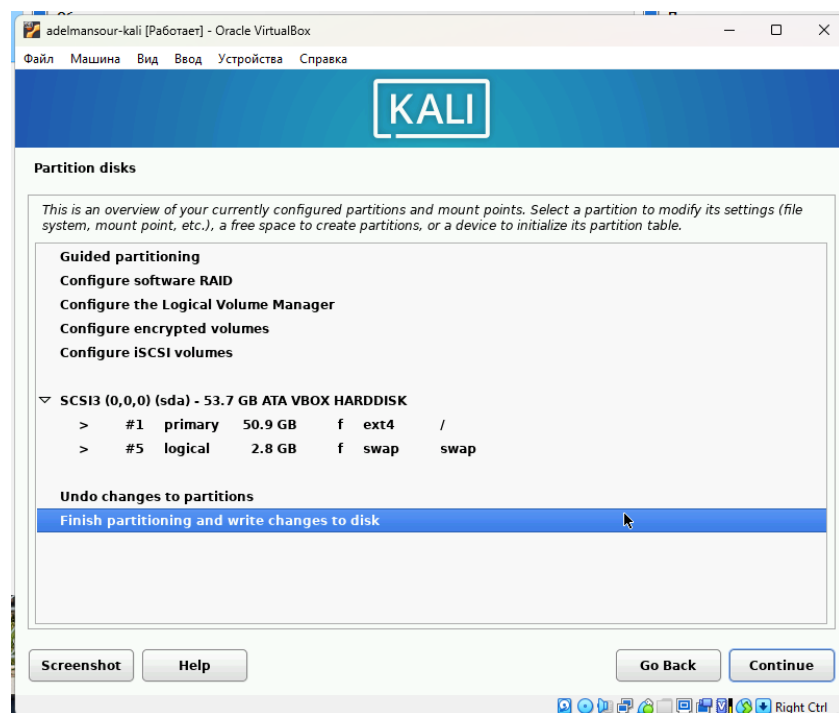 adelmansour-kali [Работает] - Oracle VirtualBox
Файл Машина Вид Ввод Устройства Справка
KALI
Partition disks
This is an overview of your currently configured partitions and mount points. Select a partition to modify its settings (file
system, mount point, etc.), a free space to create partitions, or a device to initialize its partition table.
Guided partitioning
Configure software RAID
Configure the Logical Volume Manager
Configure encrypted volumes
Configure iSCSI volumes
SCSI3 (0,0,0) (sda) - 53.7 GB ATA VBOX HARDDISK
> #1 primary 50.9 GB f ext4 /
> #5 logical 2.8 GB f swap swap
Undo changes to partitions
Finish partitioning and write changes to disk
Screenshot Help Go Back Continue
Right Ctrl